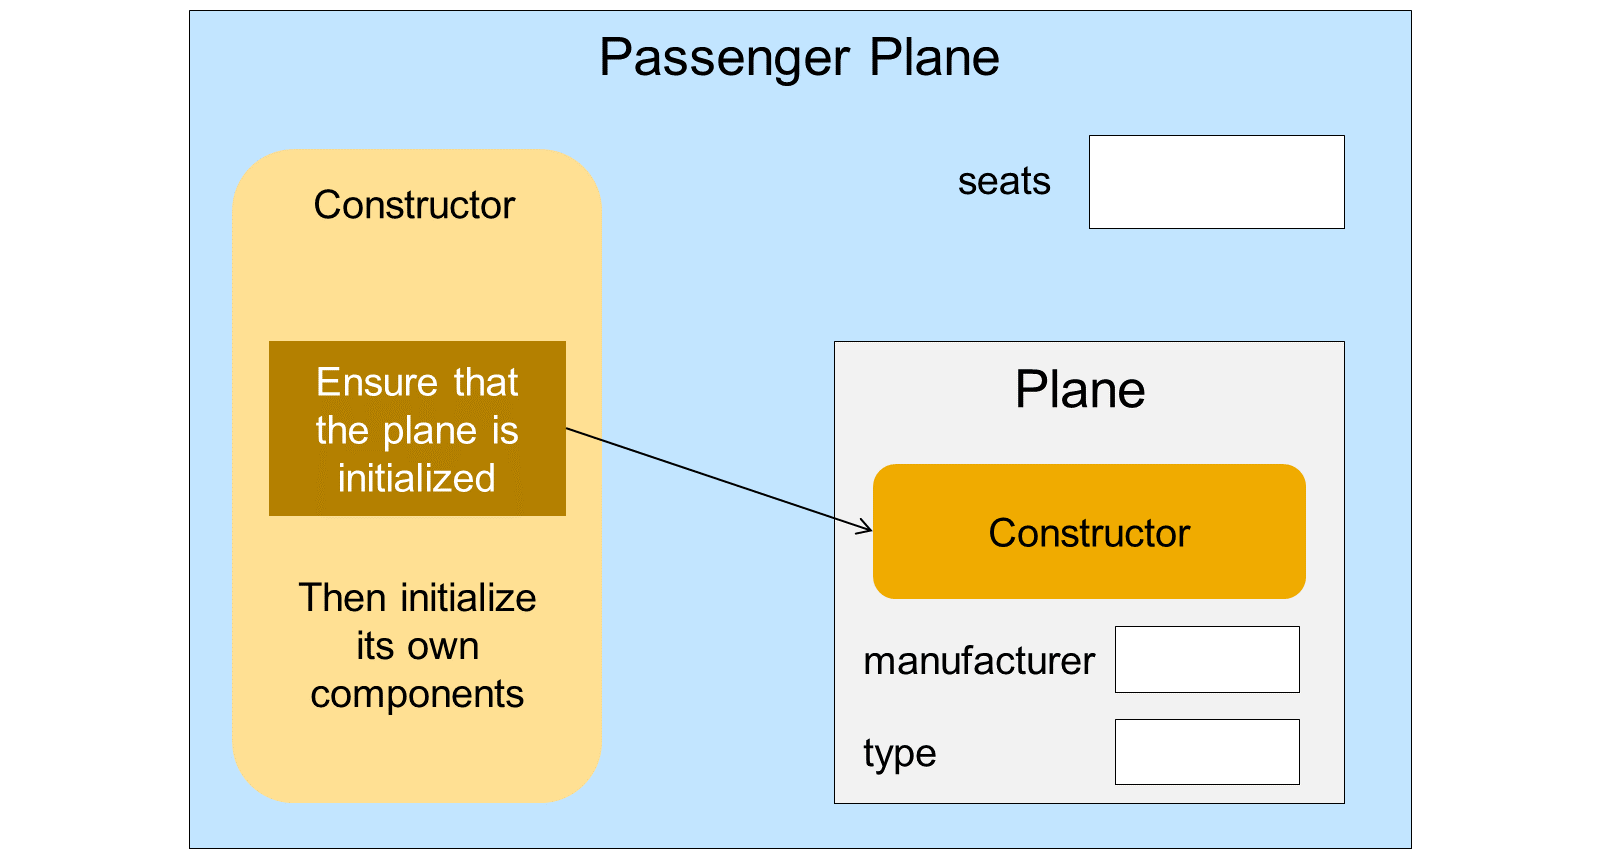 Passenger Plane
Constructor
Ensure that
the plane is
initialized
Then initialize
its own
components
seats
Plane
Constructor
manufacturer
type